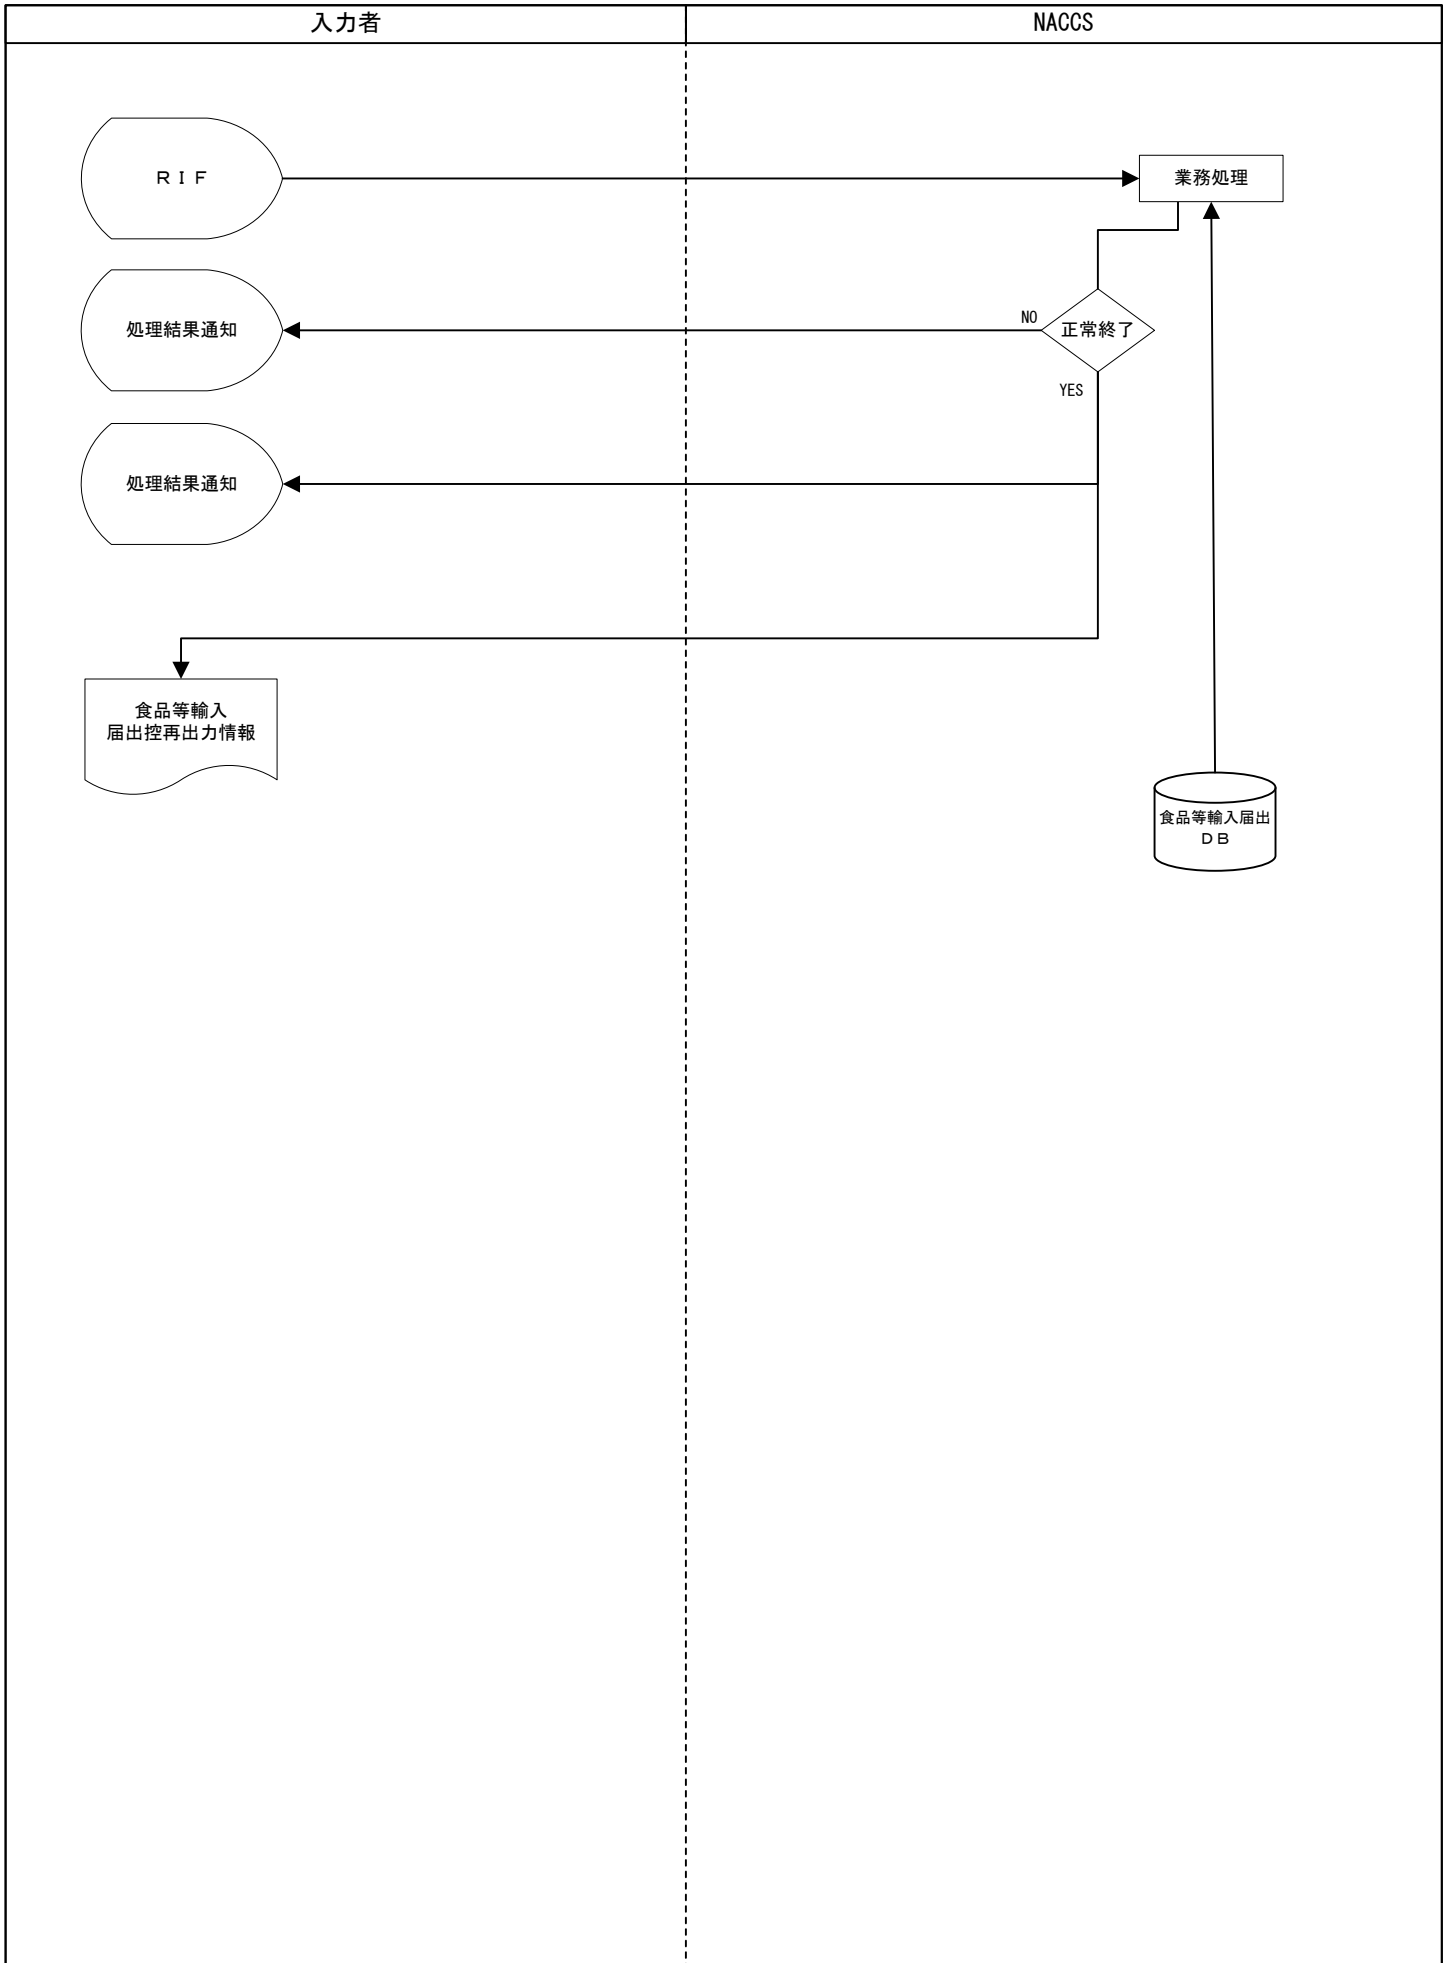 入力者
NACCS
ＲＩＦ
業務処理
処理結果通知
NO
正常終了
YES
処理結果通知
食品等輸入
届出控再出力情報
食品等輸入届出
ＤＢ